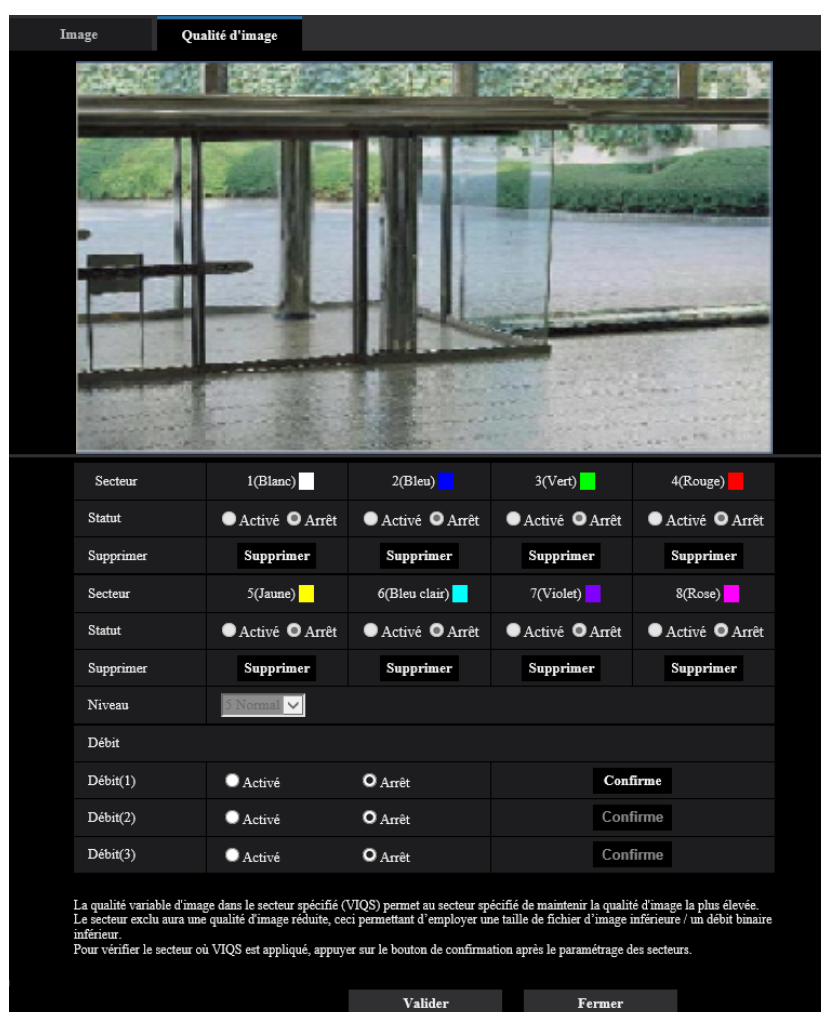 Image Qualité d'image
Secteur 1(Blanc) 2(Bleu) 3(Vert) 4(Rouge)
Statut Activé Arrêt Activé Arrêt Activé Arrêt Activé Arrêt
Supprimer Supprimer Supprimer Supprimer Supprimer
Secteur 5(Jaune) 6(Bleu clair) 7(Violet) 8(Rose)
Statut Activé Arrêt Activé Arrêt Activé Arrêt Activé Arrêt
Supprimer Supprimer Supprimer Supprimer Supprimer
Niveau 5 Normal
Débit
Débit(1) Activé Arrêt Confirme
Débit(2) Activé Arrêt Confirme
Débit(3) Activé Arrêt Confirme
La qualité variable d'image dans le secteur spécifié (VIQS) permet au secteur spécifié de maintenir la qualité d'image la plus élevée.
Le secteur exclu aura une qualité d'image réduite, ceci permettant d’employer une taille de fichier d’image inférieure / un débit binaire
inférieur.
Pour vérifier le secteur où VIQS est appliqué, appuyer sur le bouton de confirmation après le paramétrage des secteurs.
Valider Fermer